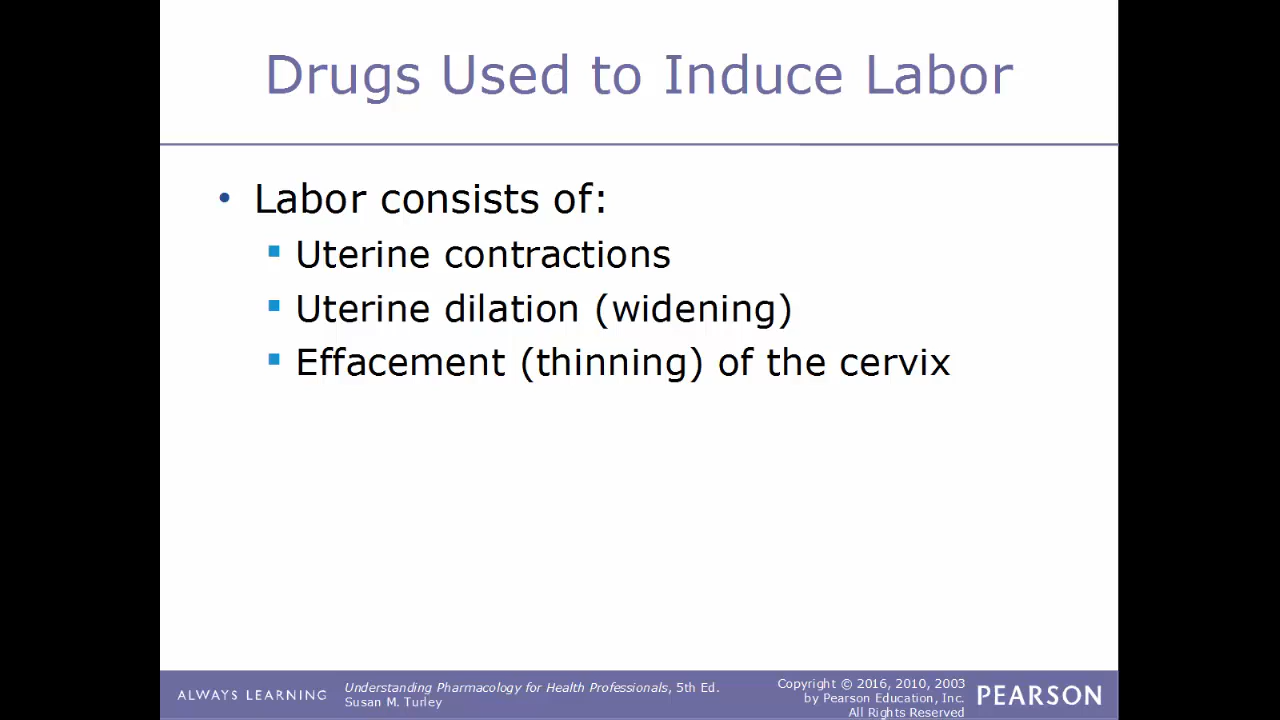 Drugs Used to Induce Labor
• Labor consists of:
▪ Uterine contractions
▪ Uterine dilation (widening)
▪ Effacement (thinning) of the cervix
ALWAYS LEARNING
Understanding Pharmacology for Health Professionals, 5th Ed.
Susan M. Turley
Copyright © 2016, 2010, 2003
by Pearson Education, Inc.
All Rights Reserved
PEARSON